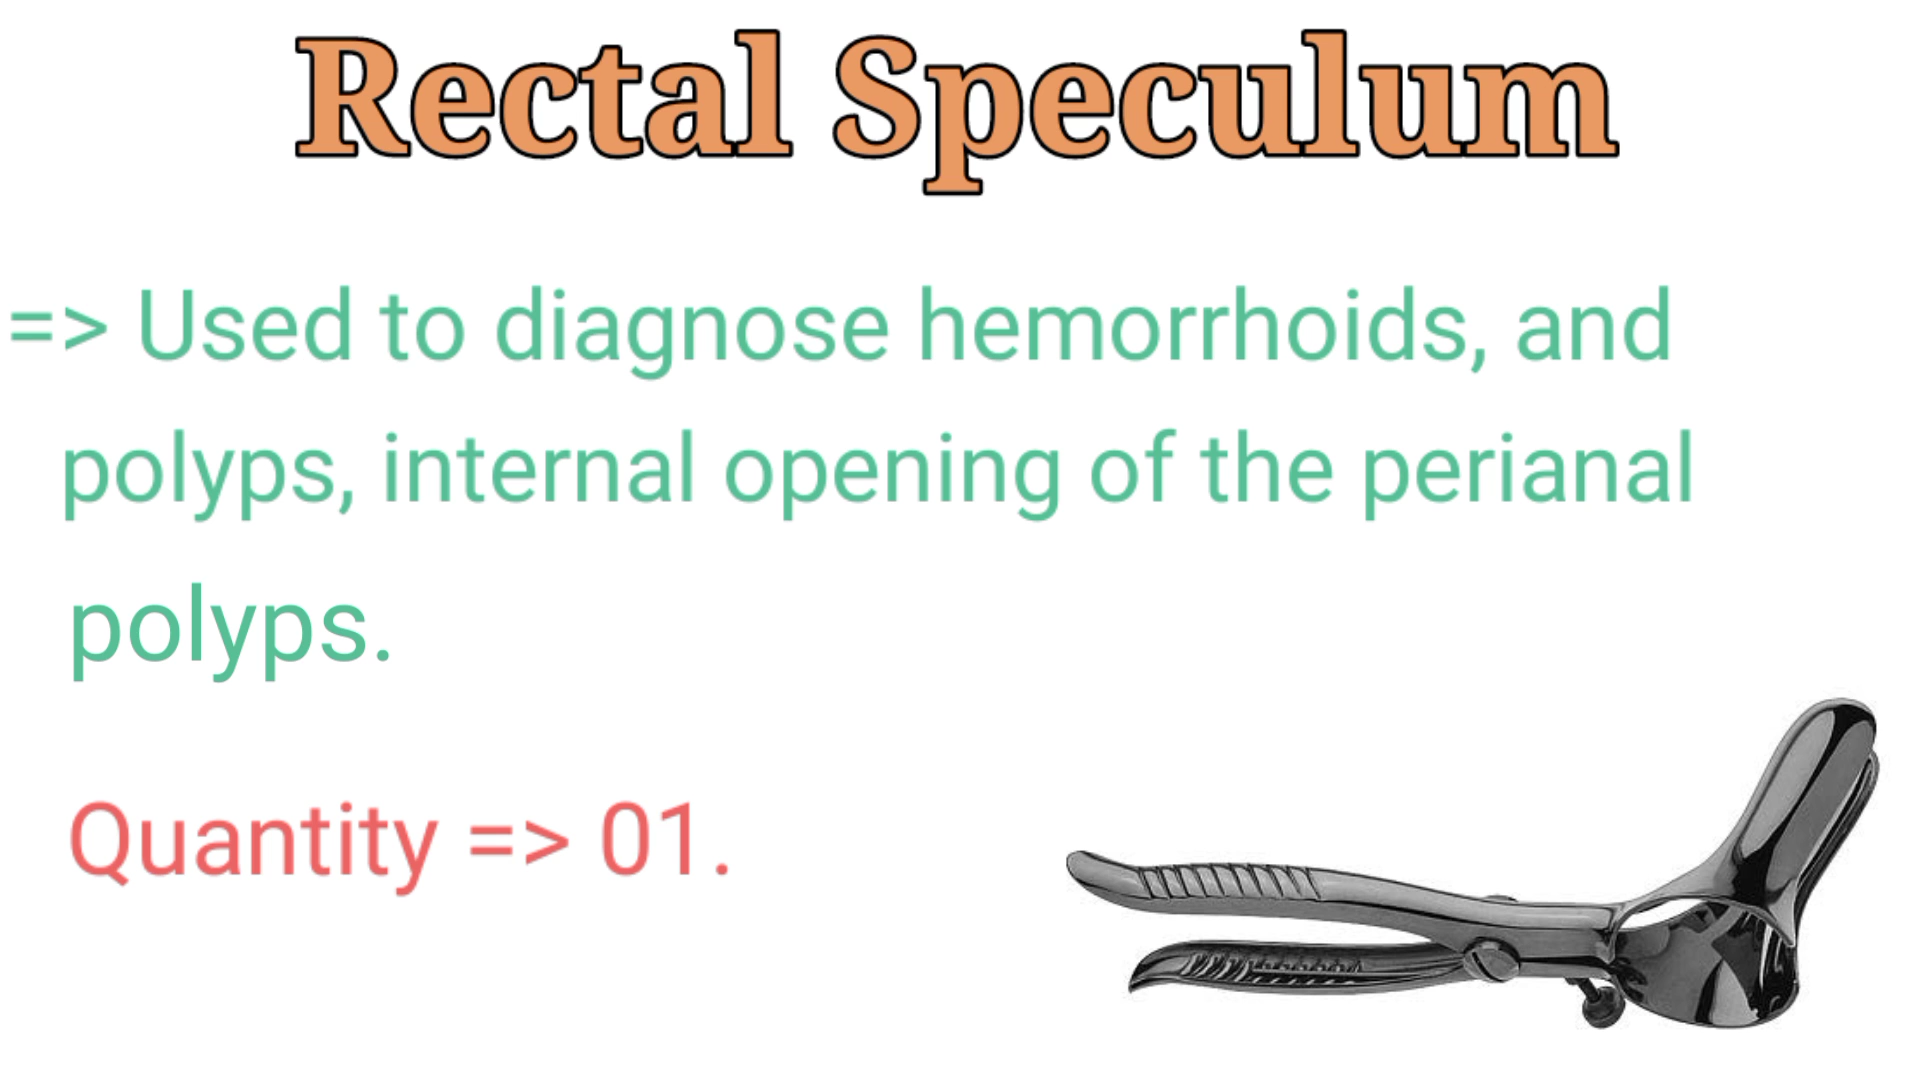 Rectal Speculum
=> Used to diagnose hemorrhoids, and
polyps, internal opening of the perianal
polyps.
Quantity => 01.